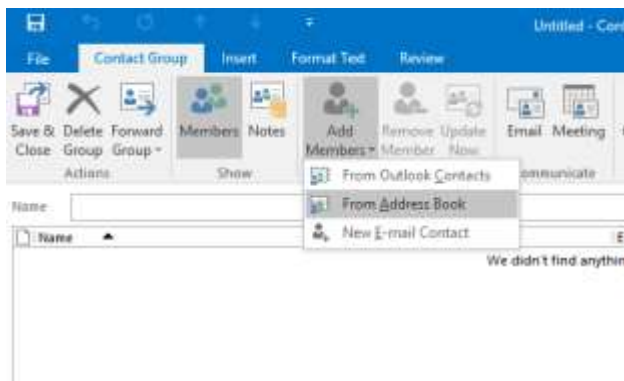 Untitled - Cont
File Contact Group Insert Format Text Review
Save & Close
Delete Group
Forward Group
Members
Notes
Add Members
Remove Member
Update Now
Email
Meeting
Actions Show ommunicate
From Outlook Contacts
From Address Book
New E-mail Contact
Name
Name E
We didn't find anythin